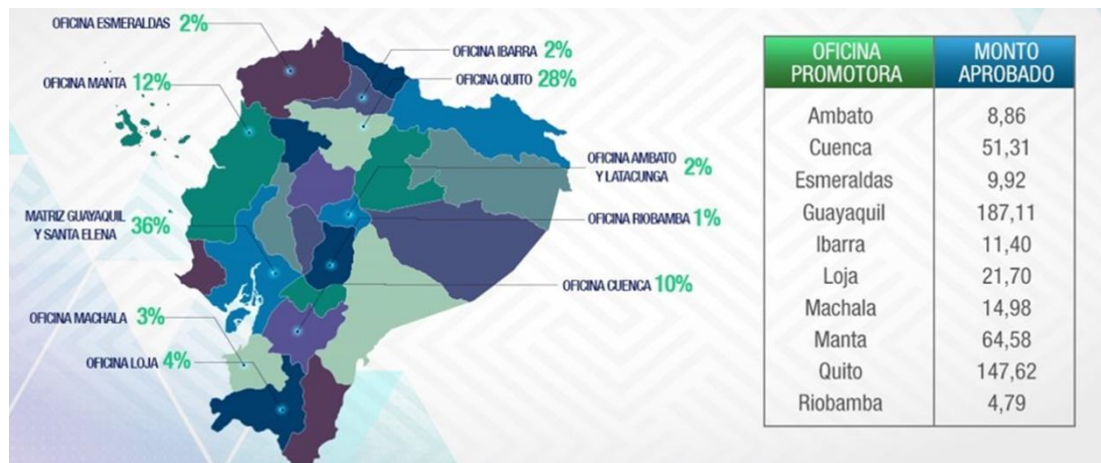 OFICINA ESMERALDAS 2%
OFICINA IBARRA 2%
OFICINA MANTA 12%
OFICINA QUITO 28%
OFICINA AMBATO
Y LATACUNGA 2%
MATRIZ GUAYAQUIL
Y SANTA ELENA 36%
OFICINA RIOBAMBA 1%
OFICINA CUENCA 10%
OFICINA MACHALA 3%
OFICINA LOJA 4%
OFICINA PROMOTORA MONTO APROBADO
Ambato 8,86
Cuenca 51,31
Esmeraldas 9,92
Guayaquil 187,11
Ibarra 11,40
Loja 21,70
Machala 14,98
Manta 64,58
Quito 147,62
Riobamba 4,79